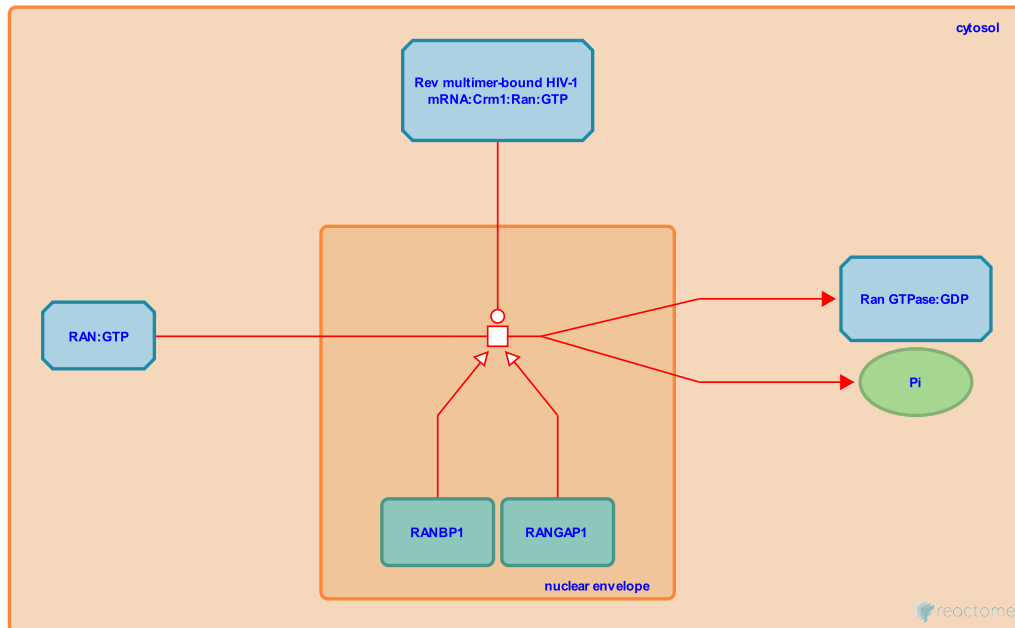 cytosol
Rev multimer-bound HIV-1
mRNA:Crm1:Ran:GTP
RAN:GTP
Ran GTPase:GDP
Pi
RANBP1
RANGAP1
nuclear envelope
reactome